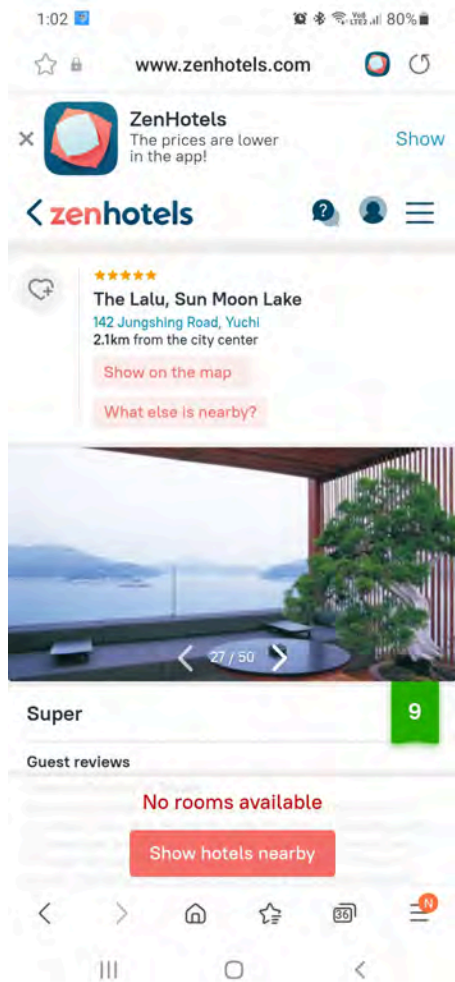 1:02 80%
www.zenhotels.com
ZenHotels
The prices are lower
in the app!
Show
zenhotels
?
The Lalu, Sun Moon Lake
142 Jungshing Road, Yuchi
2.1km from the city center
Show on the map
What else is nearby?
27 / 50
Super
9
Guest reviews
No rooms available
Show hotels nearby
36
N